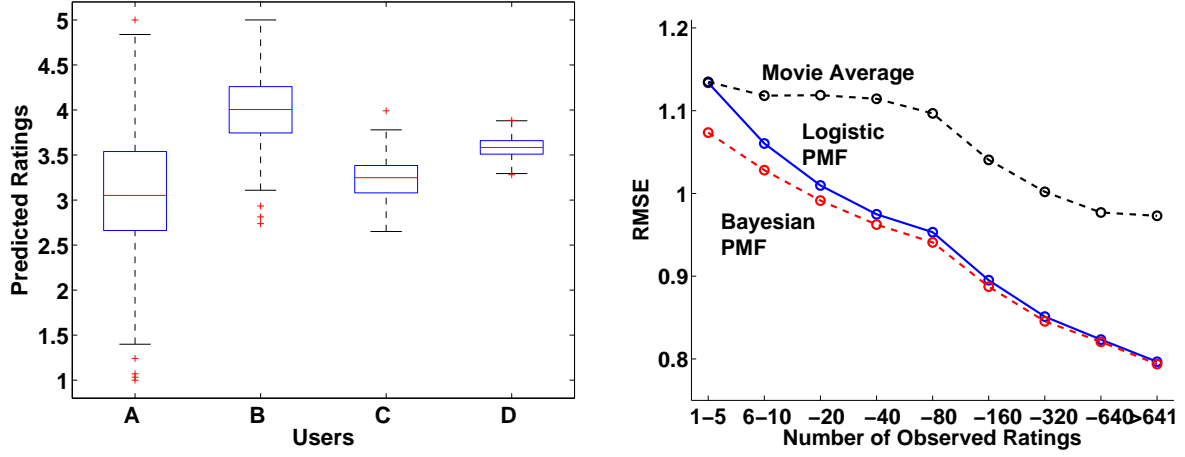 5
4.5
4
3.5
3
2.5
2
1.5
1
Predicted Ratings
A B C D
Users
1.2
1.1
1
0.9
0.8
RMSE
Movie Average
Logistic
PMF
Bayesian
PMF
1−5 6−10 −20 −40 −80 −160 −320 −640 >641
Number of Observed Ratings